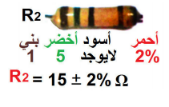 R2
أحمر أسود أخضر بني
2% لايوجد 5 1
R2 = 15 ± 2% Ω